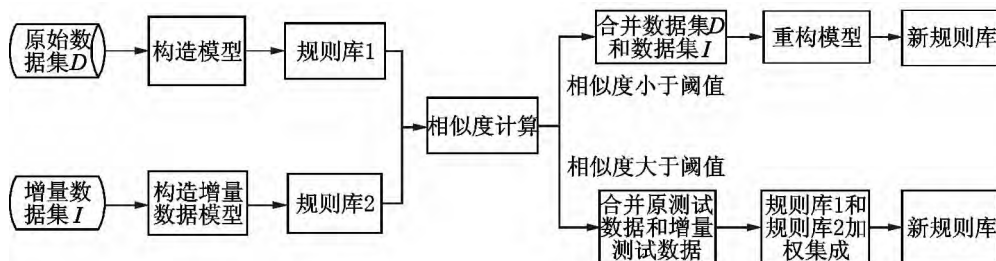 原始数
据集D
构造模型
规则库1
相似度计算
合并数据集D
和数据集I
重构模型
新规则库
相似度小于阈值
增量数
据集I
构造增量
数据模型
规则库2
相似度大于阈值
合并原测试
数据和增量
测试数据
规则库1和
规则库2加
权集成
新规则库